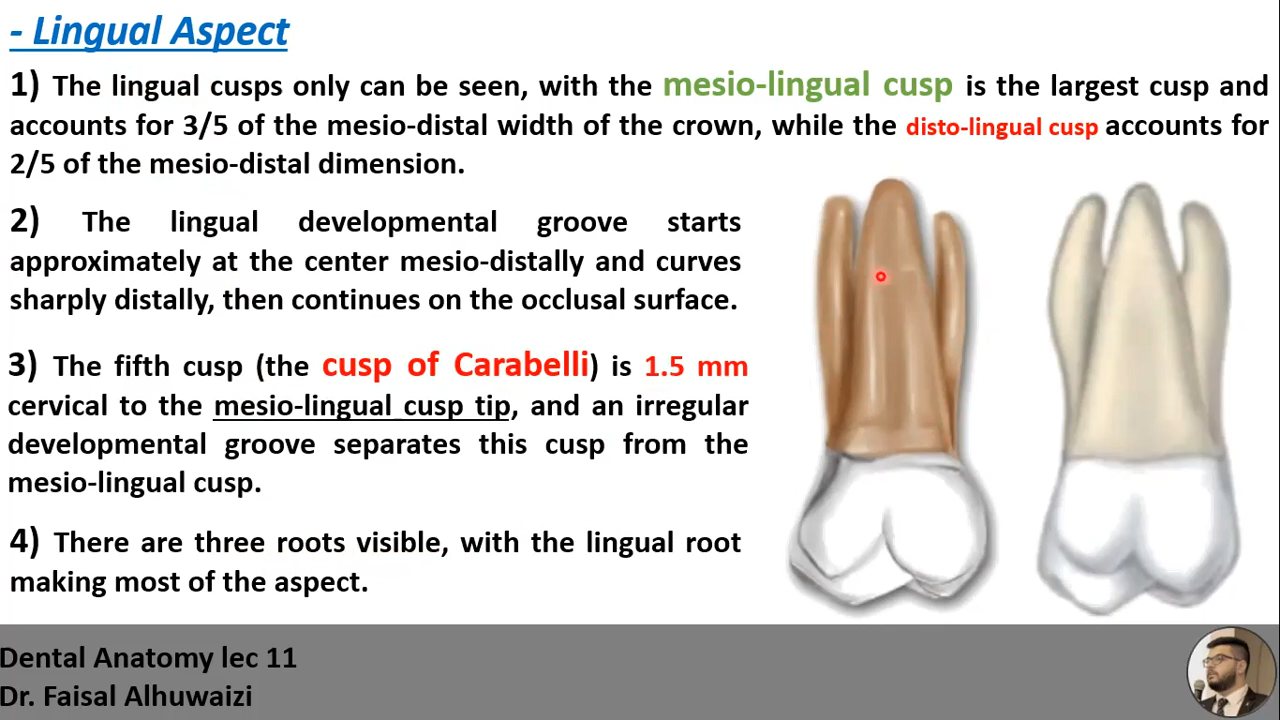 - Lingual Aspect
1) The lingual cusps only can be seen, with the mesio-lingual cusp is the largest cusp and
accounts for 3/5 of the mesio-distal width of the crown, while the disto-lingual cusp accounts for
2/5 of the mesio-distal dimension.
2) The lingual developmental groove starts
approximately at the center mesio-distally and curves
sharply distally, then continues on the occlusal surface.
3) The fifth cusp (the cusp of Carabelli) is 1.5 mm
cervical to the mesio-lingual cusp tip, and an irregular
developmental groove separates this cusp from the
mesio-lingual cusp.
4) There are three roots visible, with the lingual root
making most of the aspect.
Dental Anatomy lec 11
Dr. Faisal Alhuwaizi